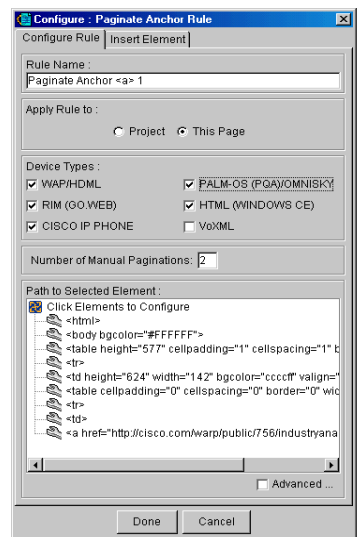 Configure : Paginate Anchor Rule
Configure Rule Insert Element
Rule Name :
Paginate Anchor <a> 1
Apply Rule to :
Project This Page
Device Types :
WAP/HDML PALM-OS (PQA)/OMNISKY
RIM (GO.WEB) HTML (WINDOWS CE)
CISCO IP PHONE VoXML
Number of Manual Paginations: 2
Path to Selected Element :
Click Elements to Configure
<html>
<body bgcolor="#FFFFFF">
<table height="577" cellpadding="1" cellspacing="1" b
<tr>
<td height="624" width="142" bgcolor="ccccff" valign="
<table cellpadding="0" cellspacing="0" border="0" wic
<tr>
<td>
<a href="http://cisco.com/warp/public/756/industryana
Advanced ...
Done Cancel